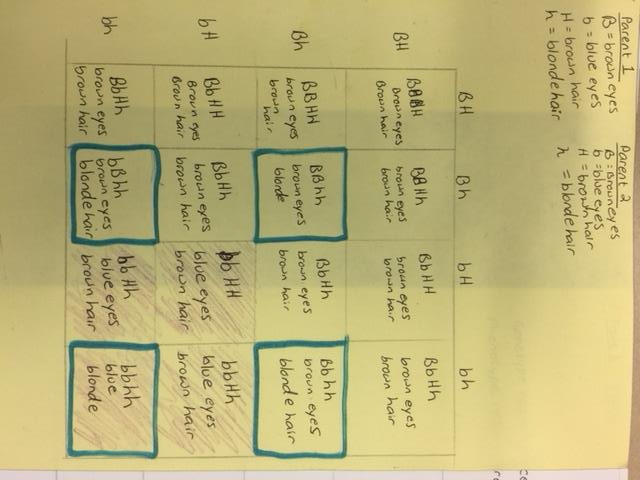 Parent 1
B = brown eyes
b = blue eyes
H = brown hair
h = blonde hair
Parent 2
B = Brown eyes
b = blue eyes
H = brown hair
h = blonde hair
BH
Bh
bH
bh
BH
BBHH
Brown eyes
Brown hair
BBHh
brown eyes
brown hair
BbHH
brown eyes
brown hair
BbHh
brown eyes
brown hair
Bh
BBHH
brown eyes
brown
hair
BBhh
brown eyes
blonde
BbHh
brown eyes
brown hair
Bbhh
brown eyes
blonde hair
bH
BbHH
Brown eyes
Brown hair
BbHh
brown eyes
brown hair
bbHH
blue eyes
brown hair
bbHh
blue eyes
brown hair
bh
BbHh
brown eyes
brown hair
bBhh
brown eyes
blonde hair
bbHh
blue eyes
brown hair
bbhh
blue
blonde